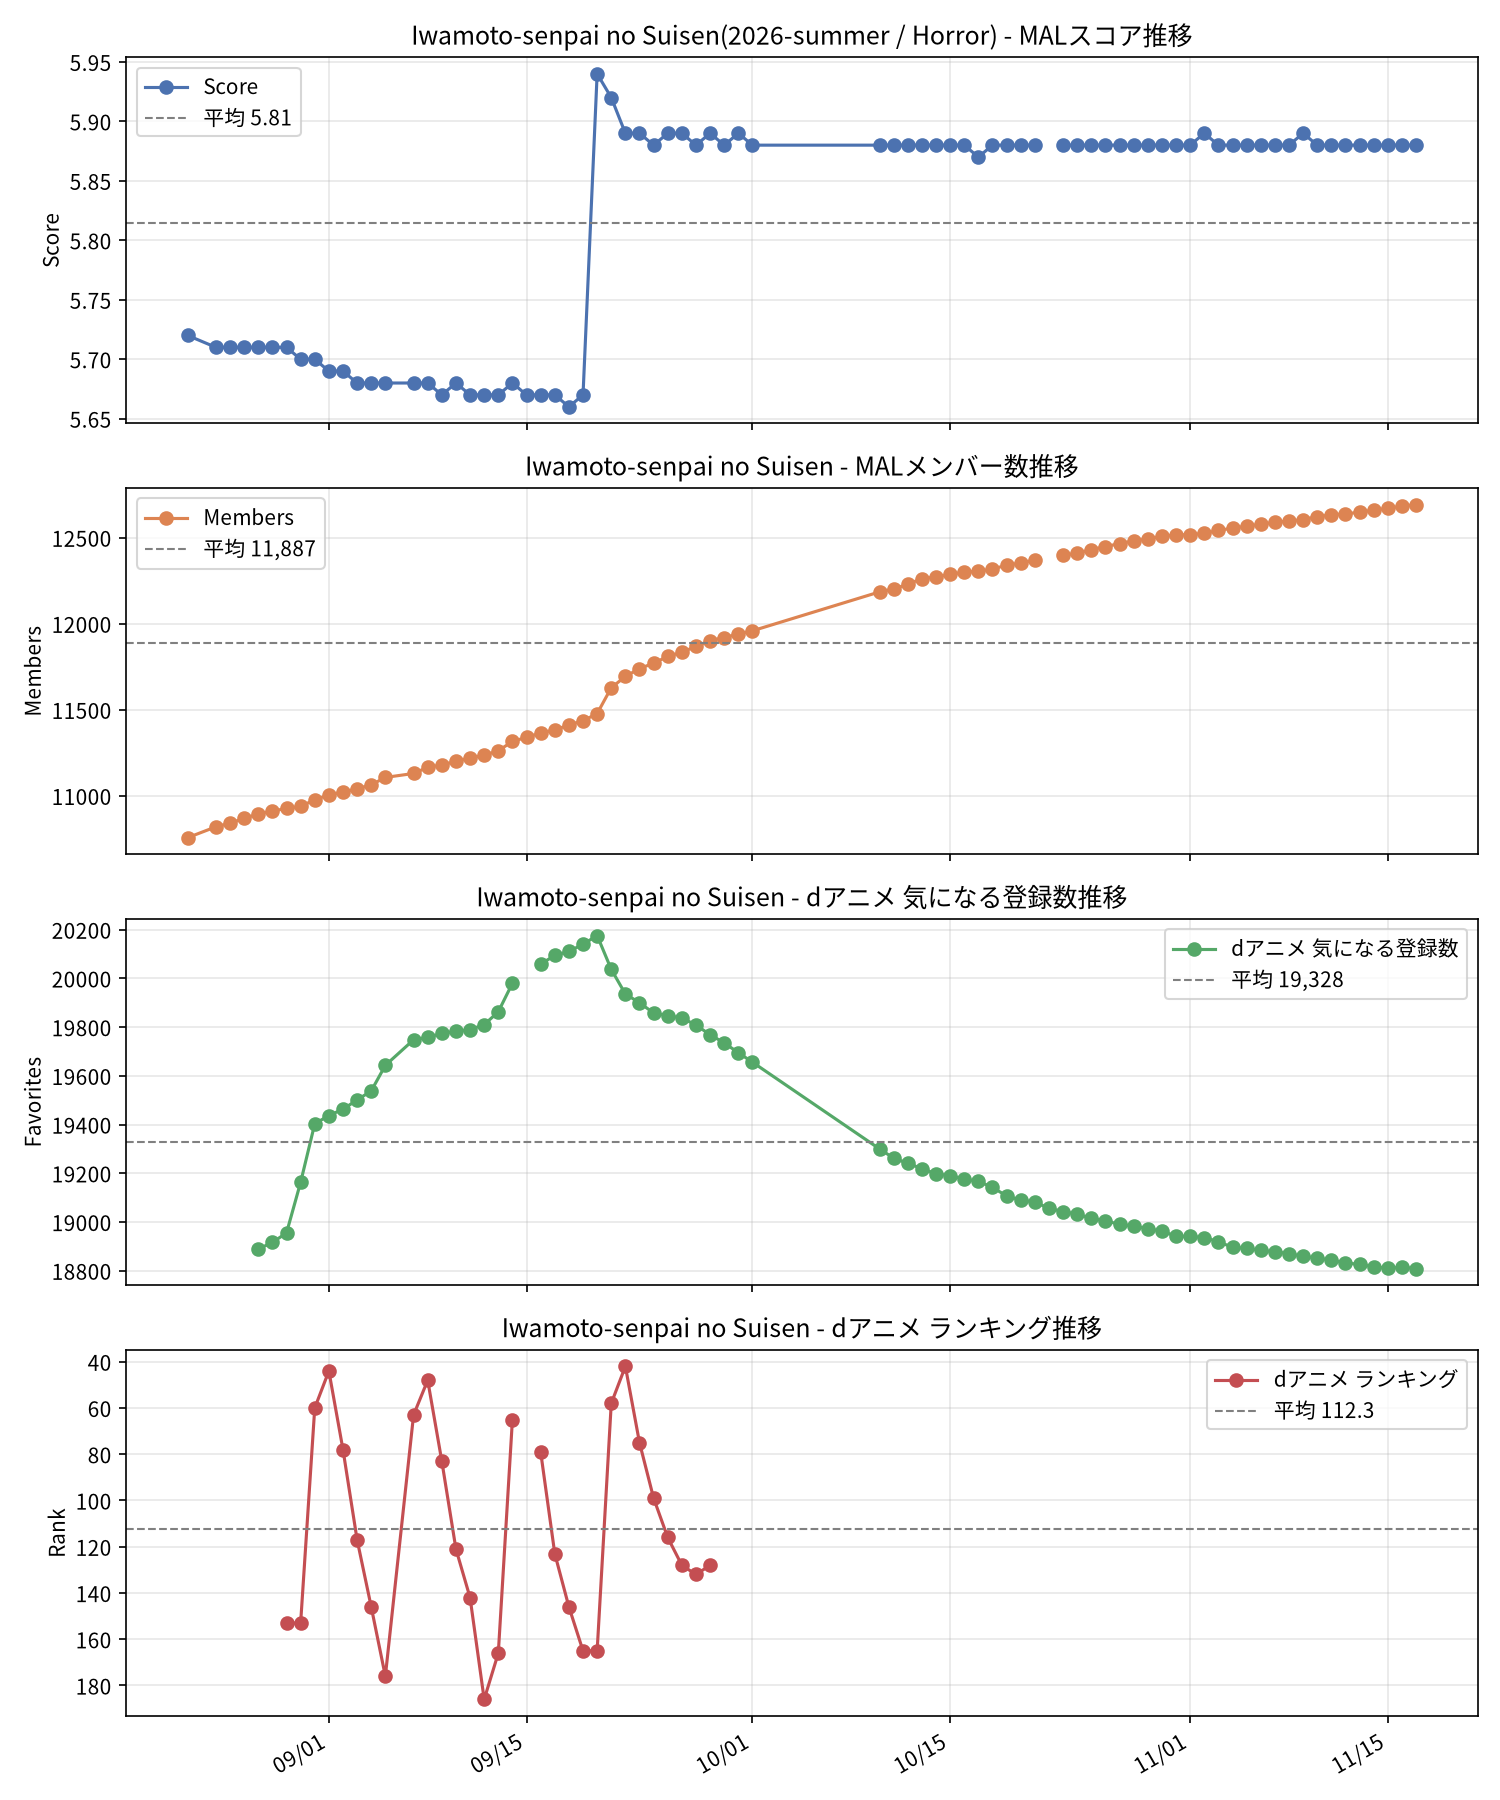 Iwamoto-senpai no Suisen(2026-summer / Horror) - MALスコア推移
Score
平均 5.81
5.95
5.90
5.85
5.80
5.75
5.70
5.65
Score
Iwamoto-senpai no Suisen - MALメンバー数推移
Members
平均 11,887
12500
12000
11500
11000
Members
Iwamoto-senpai no Suisen - dアニメ 気になる登録数推移
dアニメ 気になる登録数
平均 19,328
20200
20000
19800
19600
19400
19200
19000
18800
Favorites
Iwamoto-senpai no Suisen - dアニメ ランキング推移
dアニメ ランキング
平均 112.3
40
60
80
100
120
140
160
180
Rank
09/01
09/15
10/01
10/15
11/01
11/15